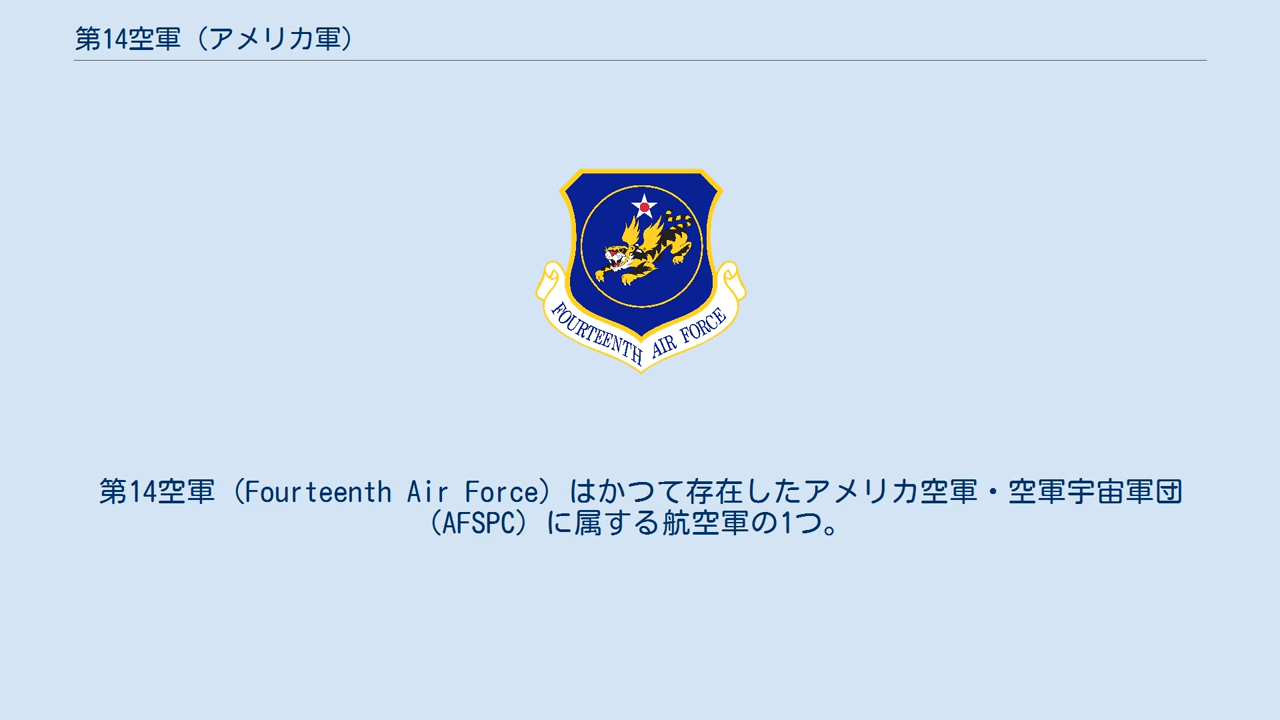 第14空軍（アメリカ軍）
FOURTEENTH AIR FORCE
第14空軍（Fourteenth Air Force）はかつて存在したアメリカ空軍・空軍宇宙軍団
（AFSPC）に属する航空軍の1つ。